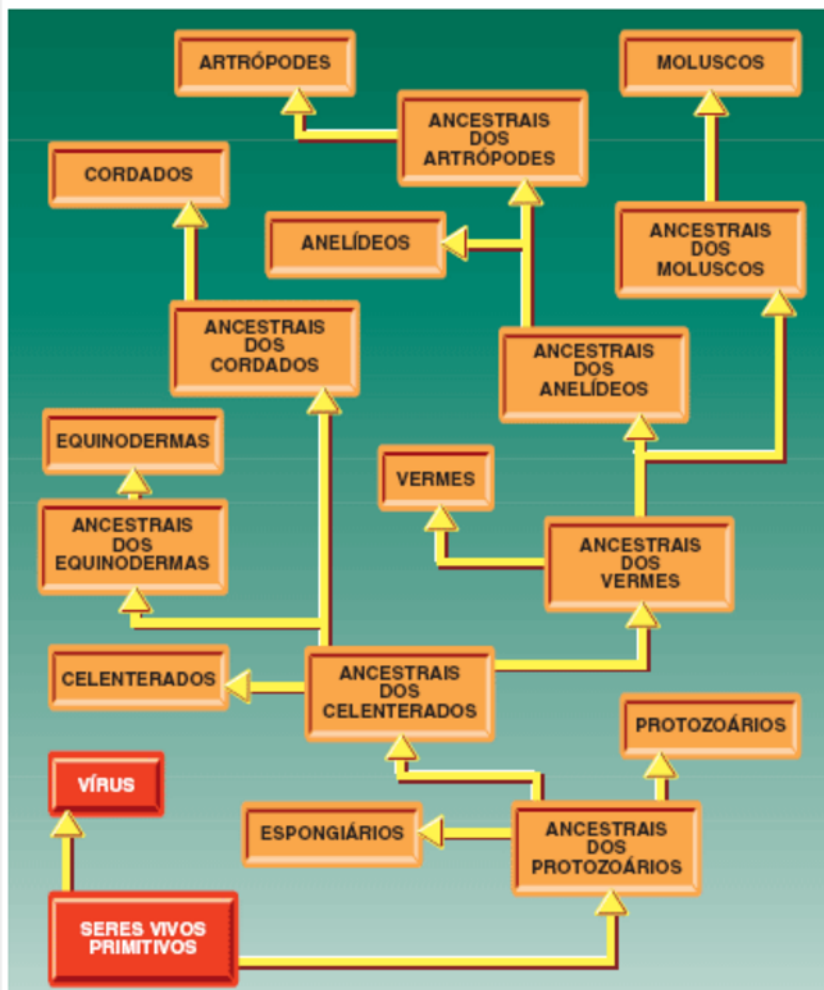 ARTRÓPODES
MOLUSCOS
ANCESTRAIS
DOS
ARTRÓPODES
CORDADOS
ANELÍDEOS
ANCESTRAIS
DOS
MOLUSCOS
ANCESTRAIS
DOS
CORDADOS
ANCESTRAIS
DOS
ANELÍDEOS
EQUINODERMAS
VERMES
ANCESTRAIS
DOS
EQUINODERMAS
ANCESTRAIS
DOS
VERMES
CELENTERADOS
ANCESTRAIS
DOS
CELENTERADOS
PROTOZOÁRIOS
VÍRUS
ESPONGIÁRIOS
ANCESTRAIS
DOS
PROTOZOÁRIOS
SERES VIVOS
PRIMITIVOS